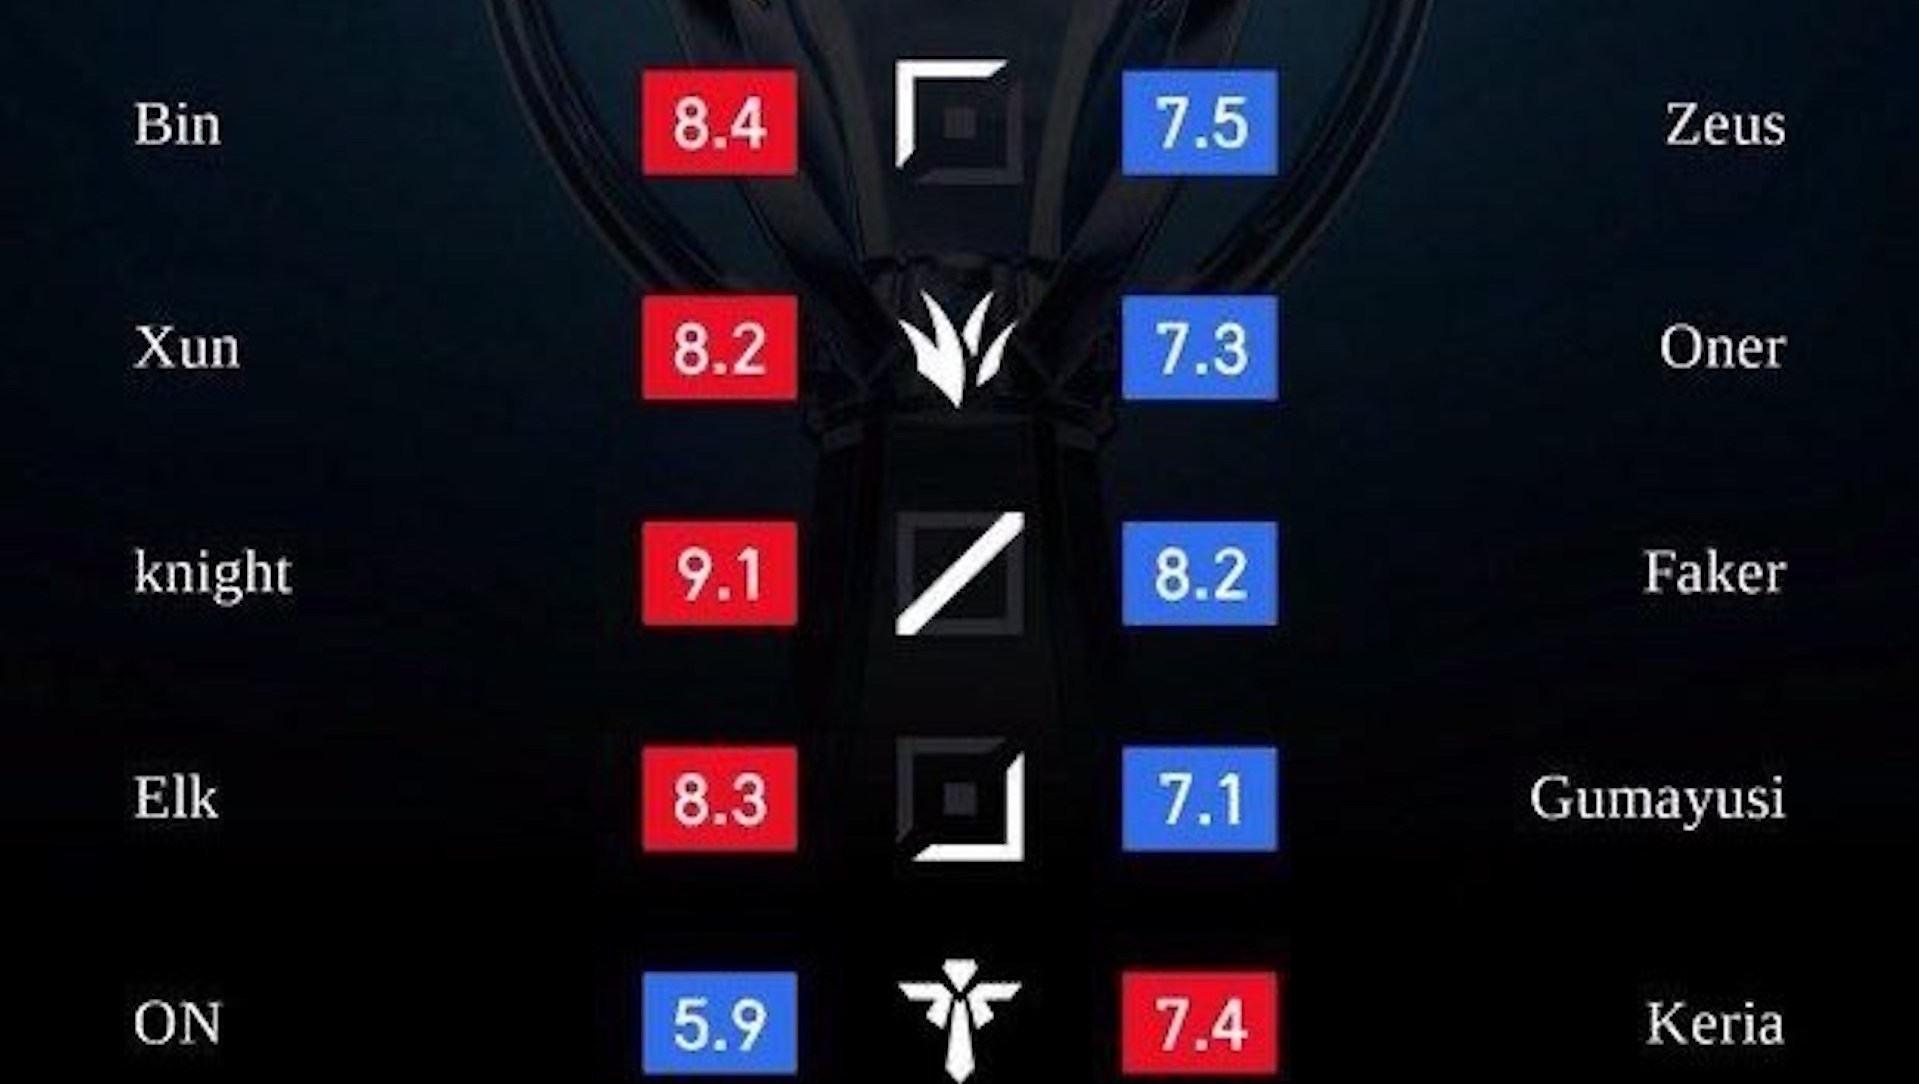 Bin 8.4 7.5 Zeus
Xun 8.2 7.3 Oner
knight 9.1 8.2 Faker
Elk 8.3 7.1 Gumayusi
ON 5.9 7.4 Keria